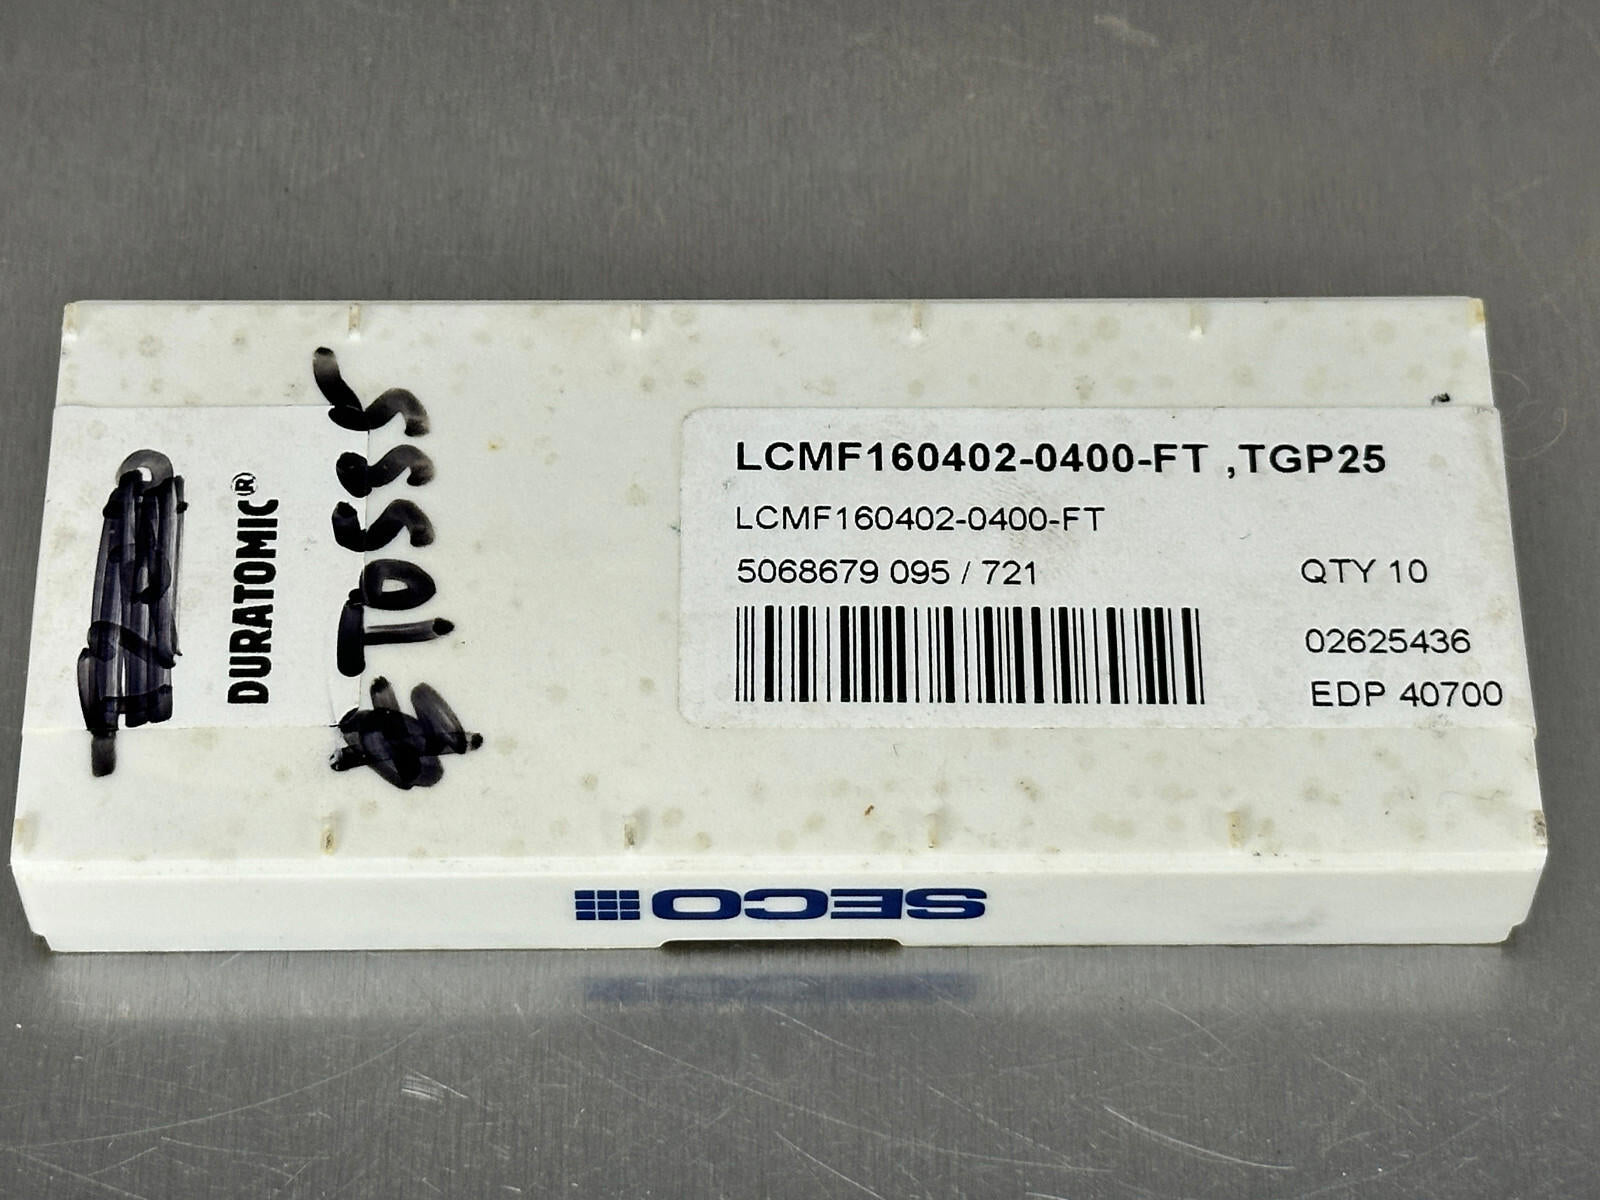 LCMF160402-0400-FT ,TGP25
LCMF160402-0400-FT
5068679 095 / 721
QTY 10
02625436
EDP 40700
DURATOMIC®
SECO